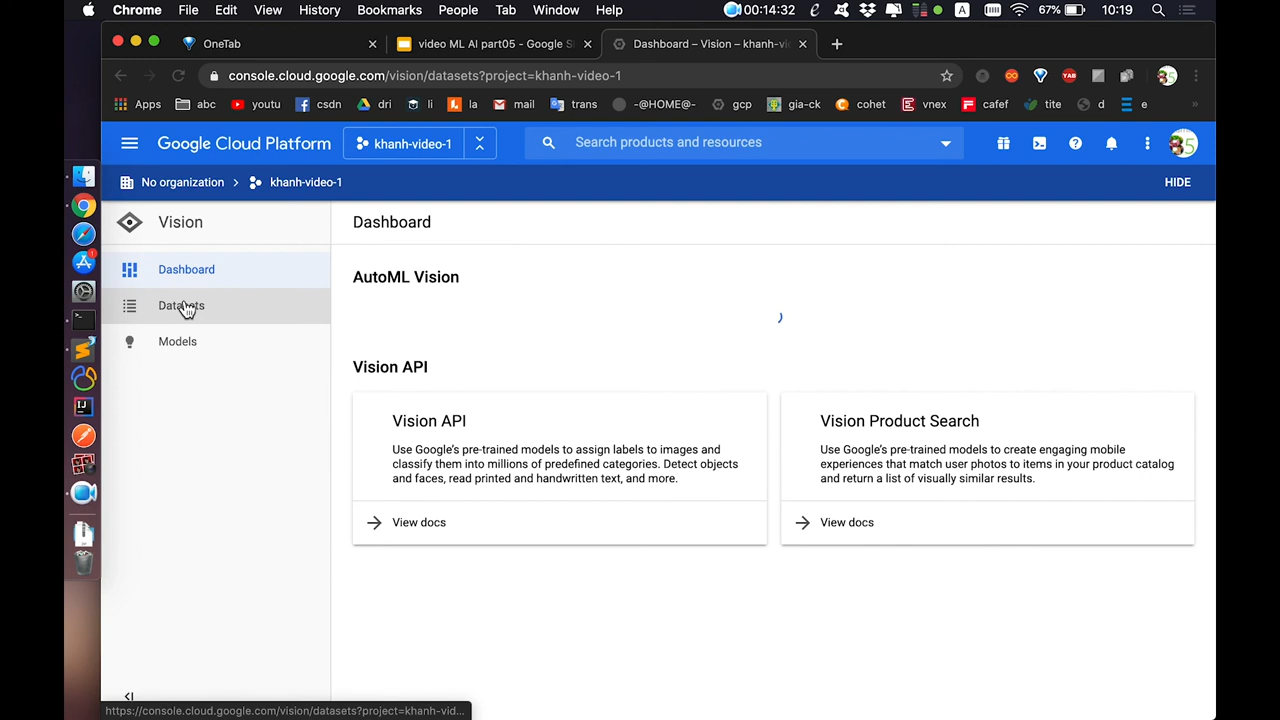 Chrome File Edit View History Bookmarks People Tab Window Help 00:14:32 A 67% 10:19
OneTab video ML AI part05 - Google S Dashboard – Vision – khanh-vi
console.cloud.google.com/vision/datasets?project=khanh-video-1
Apps abc youtu csdn dri li la mail trans -@HOME@- gcp gia-ck cohet vnex cafef tite d e »
Google Cloud Platform khanh-video-1 Search products and resources
No organization khanh-video-1 HIDE
Vision Dashboard
Dashboard
AutoML Vision
Datasets
Models
Vision API
Vision API Vision Product Search
Use Google's pre-trained models to assign labels to images and
classify them into millions of predefined categories. Detect objects
and faces, read printed and handwritten text, and more.
Use Google's pre-trained models to create engaging mobile
experiences that match user photos to items in your product catalog
and return a list of visually similar results.
View docs View docs
https://console.cloud.google.com/vision/datasets?project=khanh-vid...